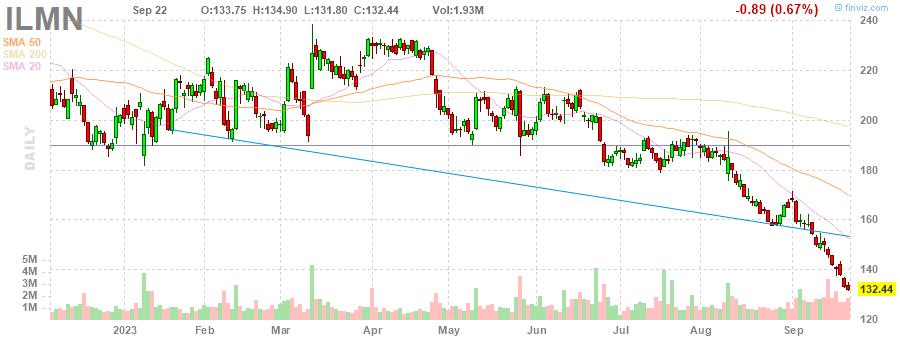 ILMN Sep 22 O:133.75 H:134.90 L:131.80 C:132.44 Vol:1.93M -0.89 (0.67%) © finviz.com
SMA 50
SMA 200
SMA 20
DAILY
240
220
200
180
160
140
132.44
120
5M
4M
3M
2M
1M
2023 Feb Mar Apr May Jun Jul Aug Sep